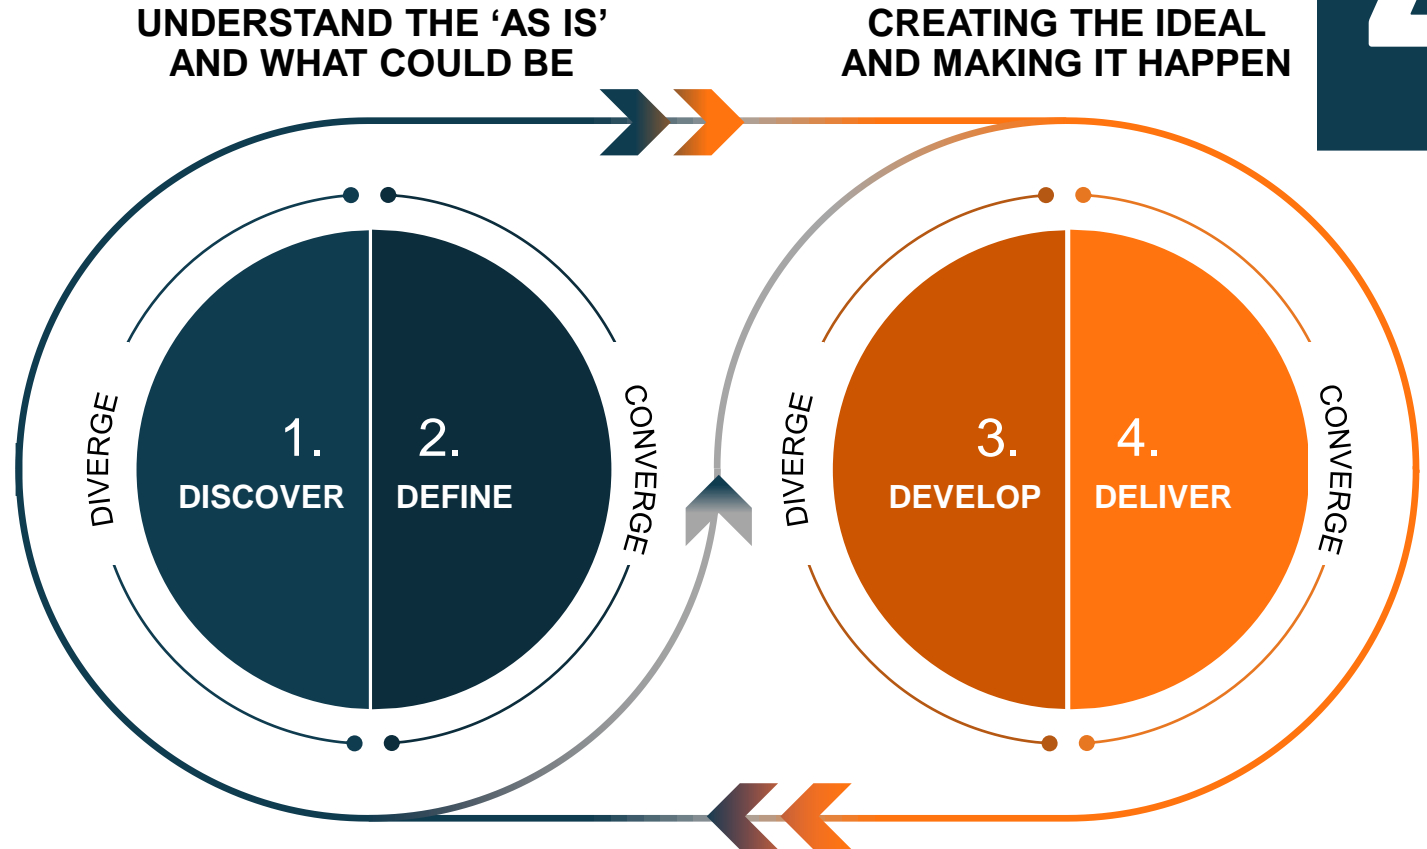 UNDERSTAND THE ‘AS IS’
AND WHAT COULD BE
CREATING THE IDEAL
AND MAKING IT HAPPEN
DIVERGE
1.
DISCOVER
2.
DEFINE
CONVERGE
DIVERGE
3.
DEVELOP
4.
DELIVER
CONVERGE